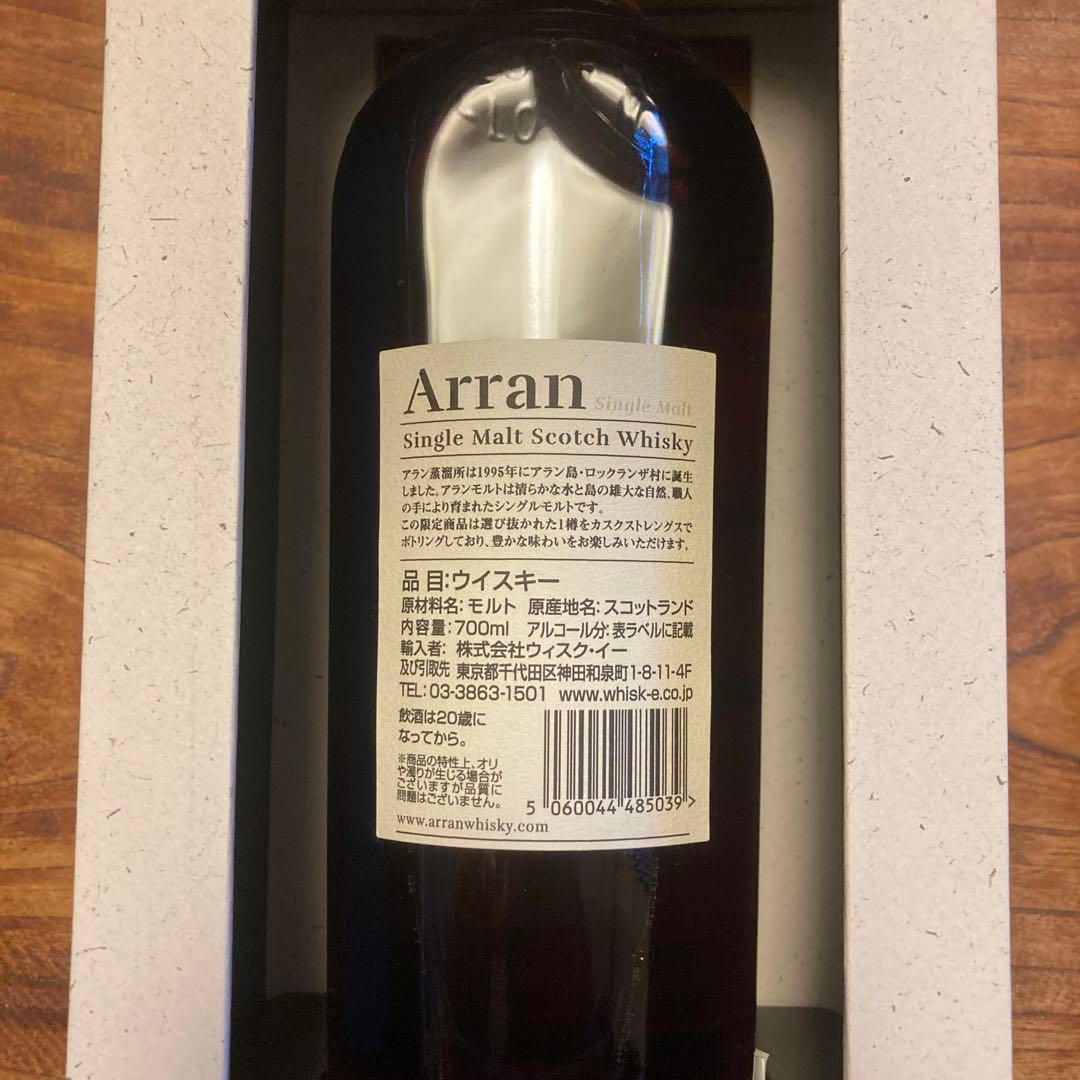 Arran Single Malt
Single Malt Scotch Whisky
アラン蒸溜所は1995年にアラン島・ロックランザ村に誕生
しました。アランモルトは清らかな水と島の雄大な自然、職人
の手により育まれたシングルモルトです。
この限定商品は選び抜かれた1樽をカスクストレングスで
ボトリングしており、豊かな味わいをお楽しみいただけます。
品目:ウイスキー
原材料名:モルト 原産地名:スコットランド
内容量:700ml アルコール分:表ラベルに記載
輸入者: 株式会社ウィスク・イー
及び引取先 東京都千代田区神田和泉町1-8-11-4F
TEL:03-3863-1501 www.whisk-e.co.jp
飲酒は20歳に
なってから。
※商品の特性上、オリ
や濁りが生じる場合が
ございますが品質に
問題はございません。
5 060044 485039 >
www.arranwhisky.com